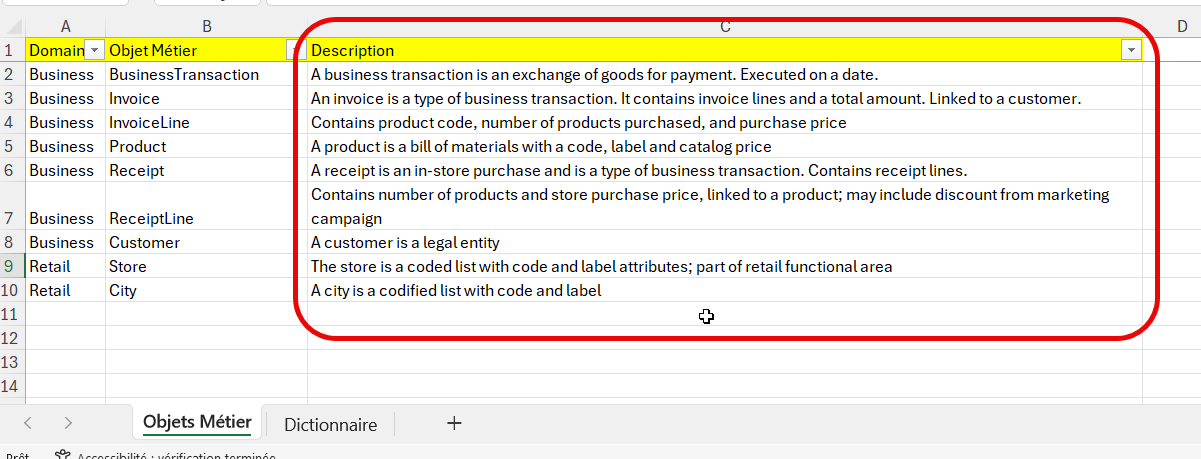 A B C D
1 Domain Objet Métier Description
2 Business BusinessTransaction A business transaction is an exchange of goods for payment. Executed on a date.
3 Business Invoice An invoice is a type of business transaction. It contains invoice lines and a total amount. Linked to a customer.
4 Business InvoiceLine Contains product code, number of products purchased, and purchase price
5 Business Product A product is a bill of materials with a code, label and catalog price
6 Business Receipt A receipt is an in-store purchase and is a type of business transaction. Contains receipt lines.
Contains number of products and store purchase price, linked to a product; may include discount from marketing
7 Business ReceiptLine campaign
8 Business Customer A customer is a legal entity
9 Retail Store The store is a coded list with code and label attributes; part of retail functional area
10 Retail City A city is a codified list with code and label
11
12
13
14
Objets Métier Dictionnaire
Prêt Accessibilité : vérification terminée